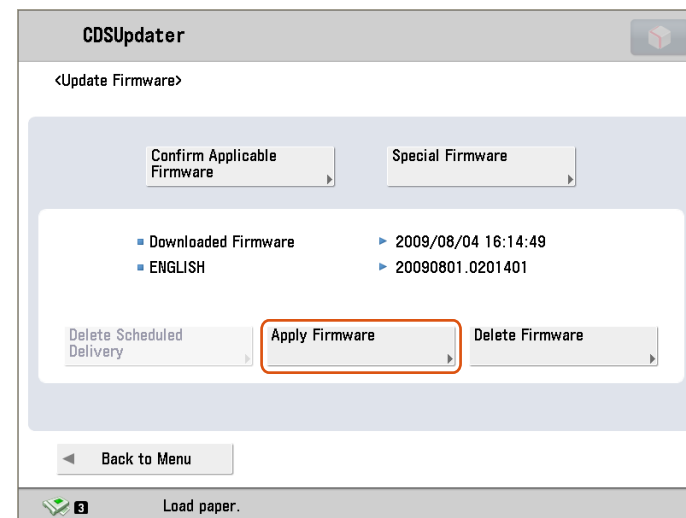 CDSUpdater
<Update Firmware>
Confirm Applicable
Firmware
Special Firmware
Downloaded Firmware 2009/08/04 16:14:49
ENGLISH 20090801.0201401
Delete Scheduled
Delivery
Apply Firmware
Delete Firmware
Back to Menu
3 Load paper.